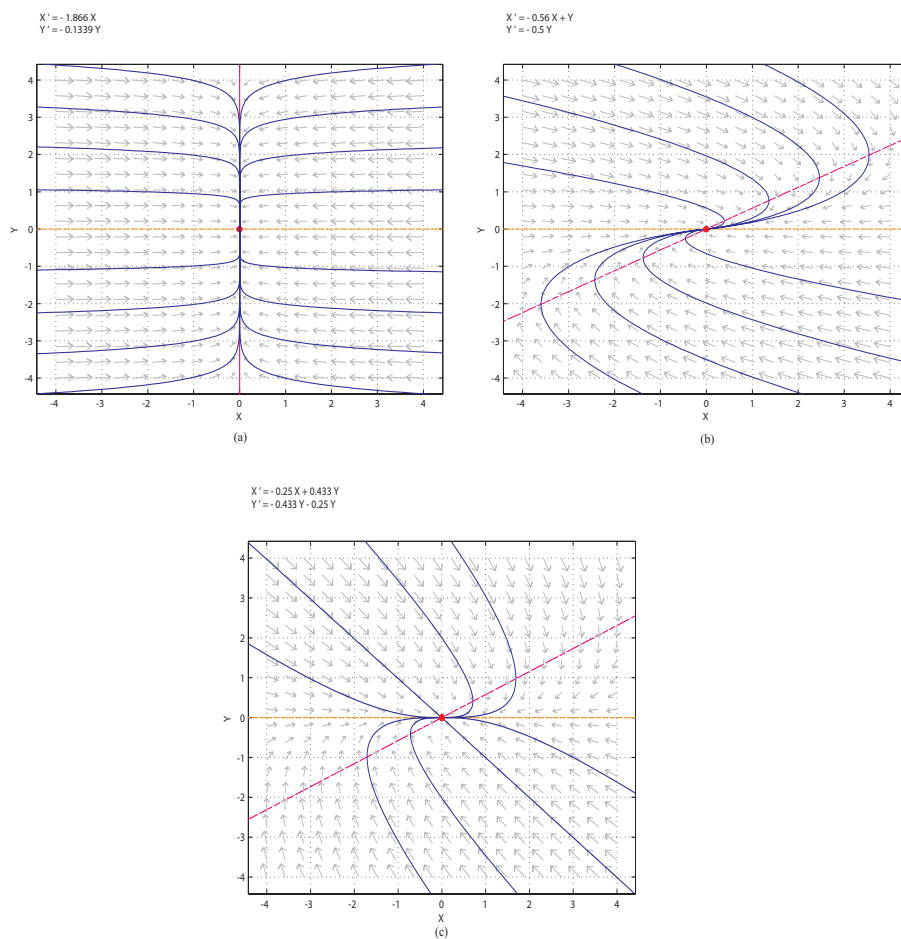 X ' = - 1.866 X
Y ' = - 0.1339 Y
4
3
2
1
0
-1
-2
-3
-4
Y
-4 -3 -2 -1 0 1 2 3 4
X
(a)
X ' = - 0.56 X + Y
Y ' = - 0.5 Y
4
3
2
1
0
-1
-2
-3
-4
Y
-4 -3 -2 -1 0 1 2 3 4
X
(b)
X ' = - 0.25 X + 0.433 Y
Y ' = - 0.433 Y - 0.25 Y
4
3
2
1
0
-1
-2
-3
-4
Y
-4 -3 -2 -1 0 1 2 3 4
X
(c)